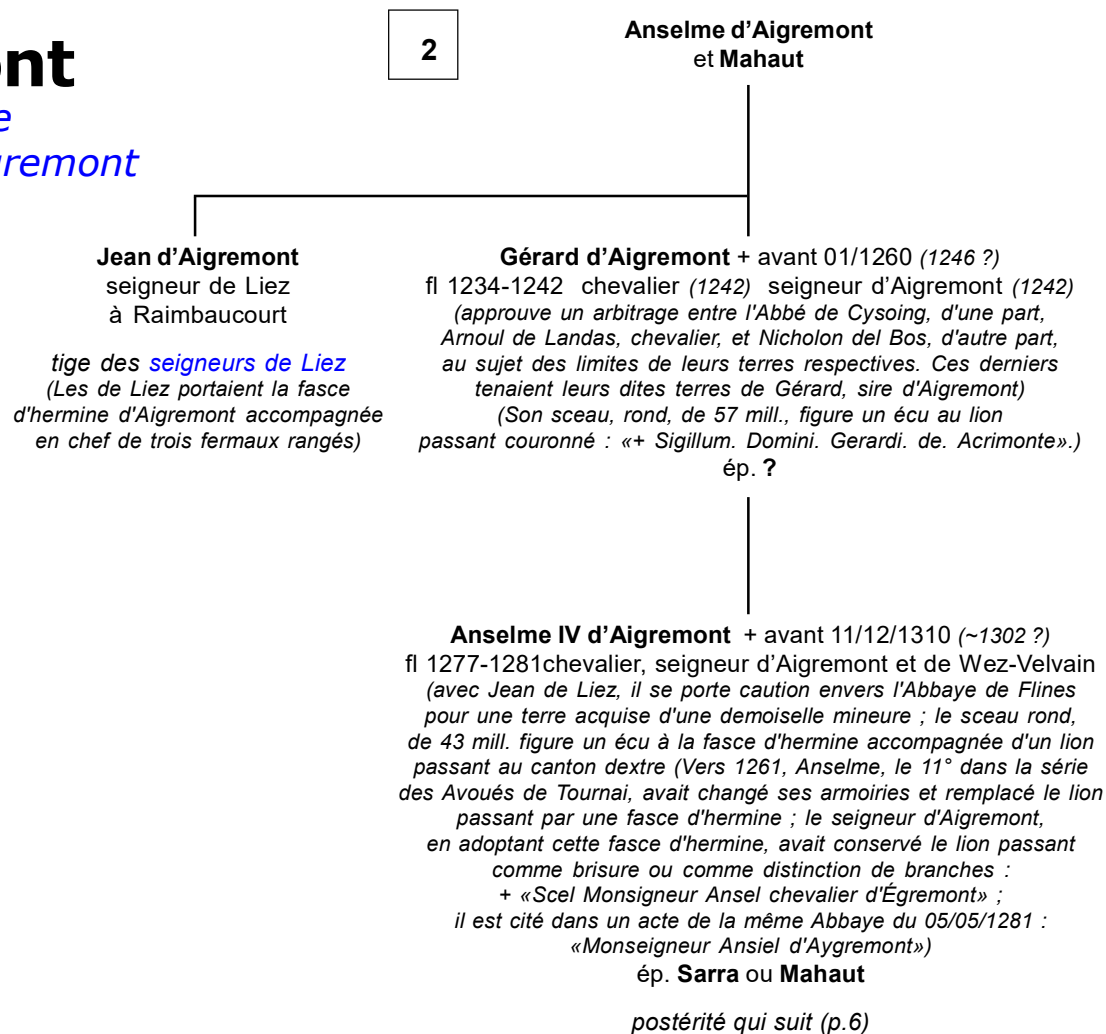 ont
e
gremont
2
Anselme d’Aigremont
et Mahaut
Jean d’Aigremont
seigneur de Liez
à Raimbaucourt
tige des seigneurs de Liez
(Les de Liez portaient la fasce
d'hermine d'Aigremont accompagnée
en chef de trois fermaux rangés)
Gérard d’Aigremont + avant 01/1260 (1246 ?)
fl 1234-1242 chevalier (1242) seigneur d’Aigremont (1242)
(approuve un arbitrage entre l'Abbé de Cysoing, d'une part,
Arnoul de Landas, chevalier, et Nicholon del Bos, d'autre part,
au sujet des limites de leurs terres respectives. Ces derniers
tenaient leurs dites terres de Gérard, sire d'Aigremont)
(Son sceau, rond, de 57 mill., figure un écu au lion
passant couronné : «+ Sigillum. Domini. Gerardi. de. Acrimonte».)
ép. ?
Anselme IV d’Aigremont + avant 11/12/1310 (~1302 ?)
fl 1277-1281chevalier, seigneur d’Aigremont et de Wez-Velvain
(avec Jean de Liez, il se porte caution envers l'Abbaye de Flines
pour une terre acquise d'une demoiselle mineure ; le sceau rond,
de 43 mill. figure un écu à la fasce d'hermine accompagnée d'un lion
passant au canton dextre (Vers 1261, Anselme, le 11° dans la série
des Avoués de Tournai, avait changé ses armoiries et remplacé le lion
passant par une fasce d'hermine ; le seigneur d'Aigremont,
en adoptant cette fasce d'hermine, avait conservé le lion passant
comme brisure ou comme distinction de branches :
+ «Scel Monsigneur Ansel chevalier d'Égremont» ;
il est cité dans un acte de la même Abbaye du 05/05/1281 :
«Monseigneur Ansiel d'Aygremont»)
ép. Sarra ou Mahaut
postérité qui suit (p.6)